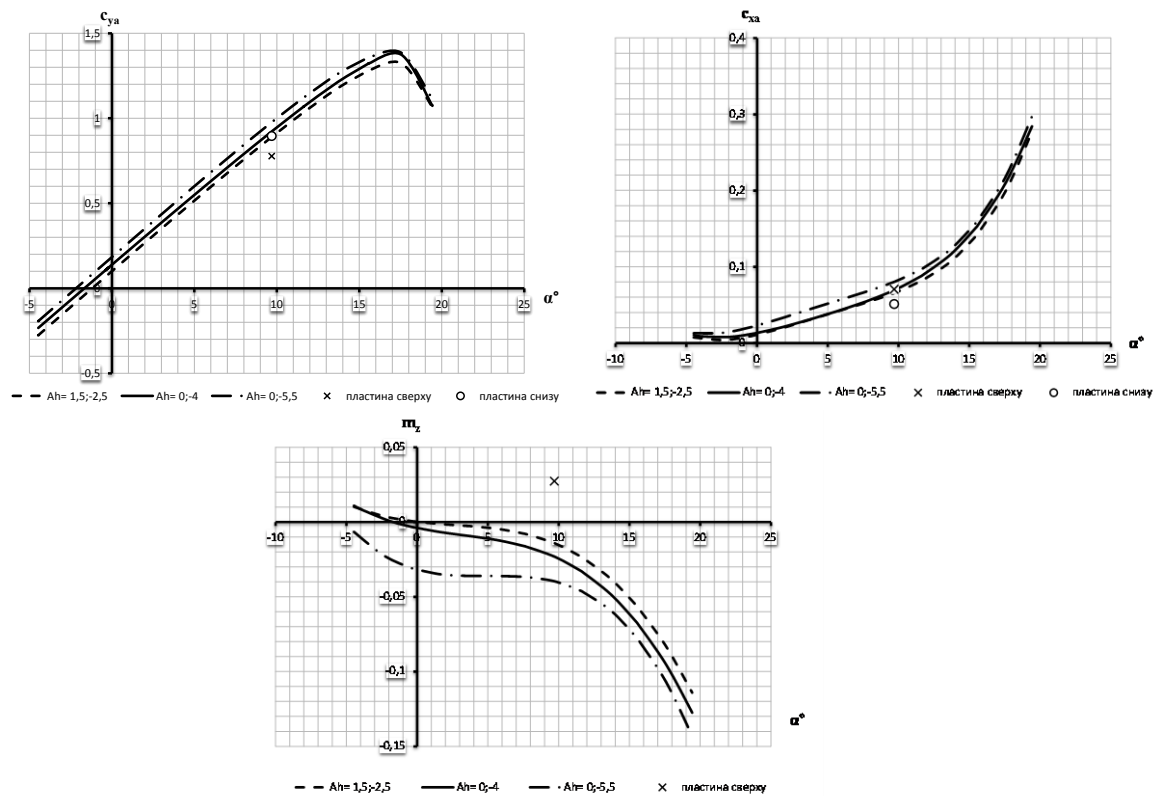 c_ya
1,5
1
0,5
0
-0,5
-5 0 5 10 15 20 25
α°
Ah= 1,5;-2,5 Ah= 0;-4 Ah= 0;-5,5 пластина сверху пластина снизу
c_xa
0,4
0,3
0,2
0,1
0
-10 -5 0 5 10 15 20 25
α°
Ah= 1,5;-2,5 Ah= 0;-4 Ah= 0;-5,5 пластина сверху пластина снизу
m_z
0,05
0
-10 -5 0 5 10 15 20 25
-0,05
-0,1
α°
-0,15
Ah= 1,5;-2,5 Ah= 0;-4 Ah= 0;-5,5 пластина сверху